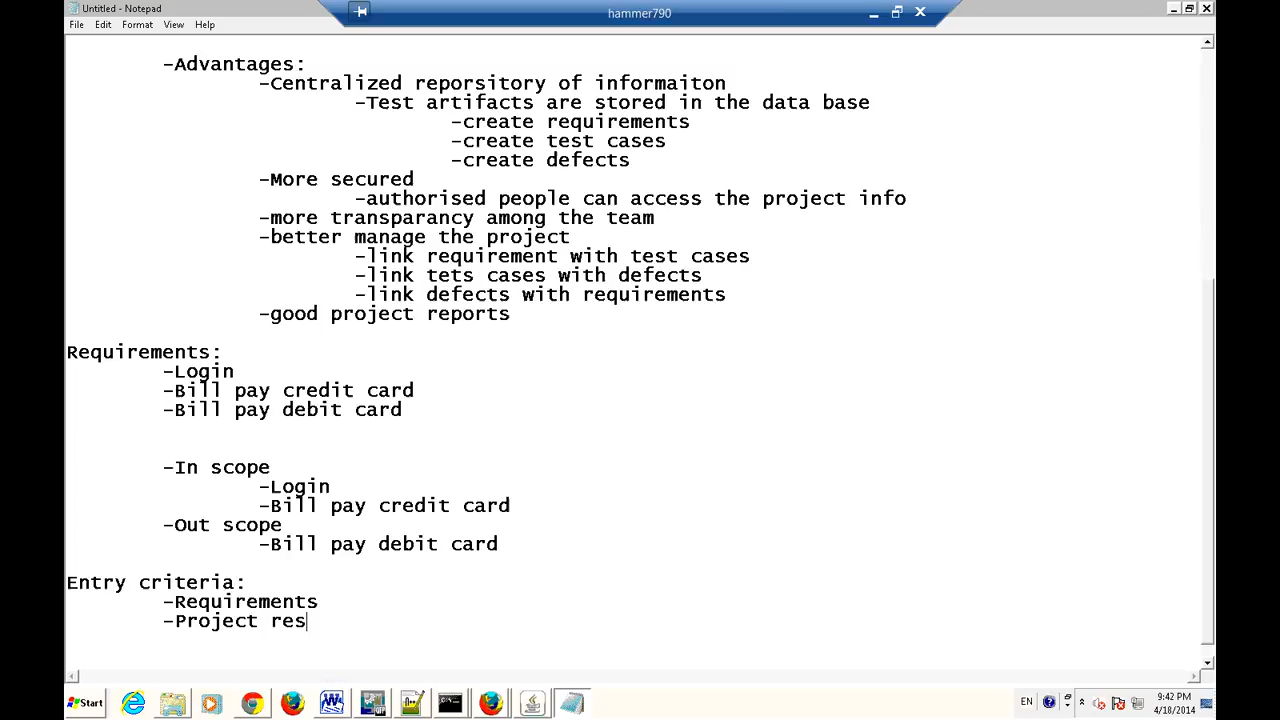 Untitled - Notepad
hammer790
File Edit Format View Help
-Advantages:
-Centralized reporsitory of informaiton
-Test artifacts are stored in the data base
-create requirements
-create test cases
-create defects
-More secured
-authorised people can access the project info
-more transparancy among the team
-better manage the project
-link requirement with test cases
-link tets cases with defects
-link defects with requirements
-good project reports
Requirements:
-Login
-Bill pay credit card
-Bill pay debit card
-In scope
-Login
-Bill pay credit card
-Out scope
-Bill pay debit card
Entry criteria:
-Requirements
-Project res
Start
EN
9:42 PM
4/18/2014